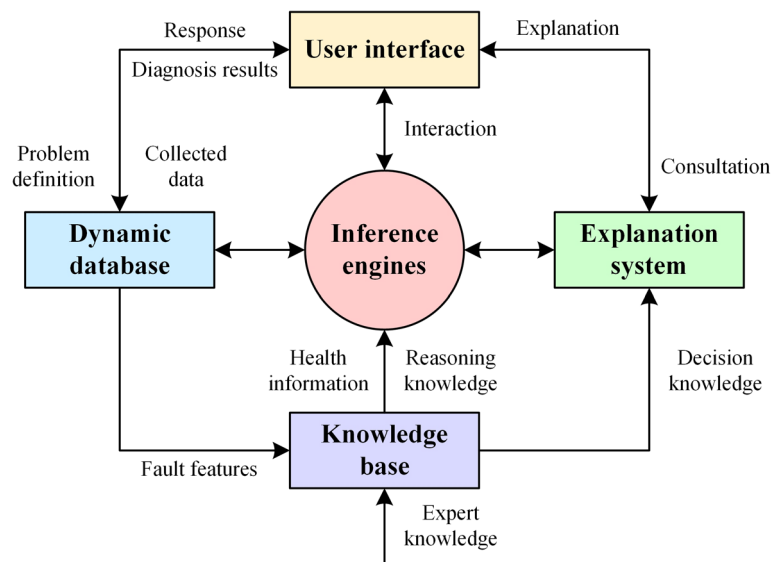 Response
User interface
Explanation
Diagnosis results
Interaction
Problem
definition
Collected
data
Consultation
Dynamic
database
Inference
engines
Explanation
system
Health
information
Reasoning
knowledge
Decision
knowledge
Knowledge
base
Fault features
Expert
knowledge